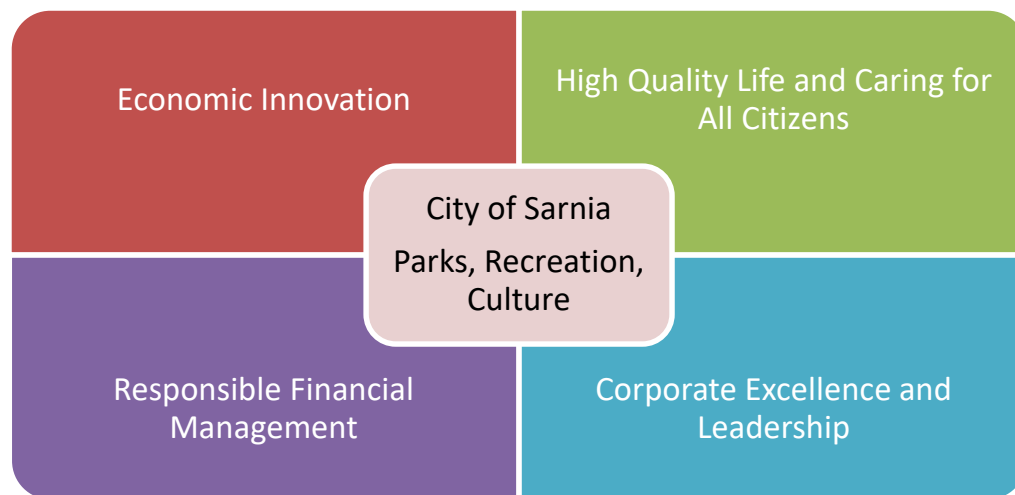 Economic Innovation
High Quality Life and Caring for
All Citizens
City of Sarnia
Parks, Recreation,
Culture
Responsible Financial
Management
Corporate Excellence and
Leadership